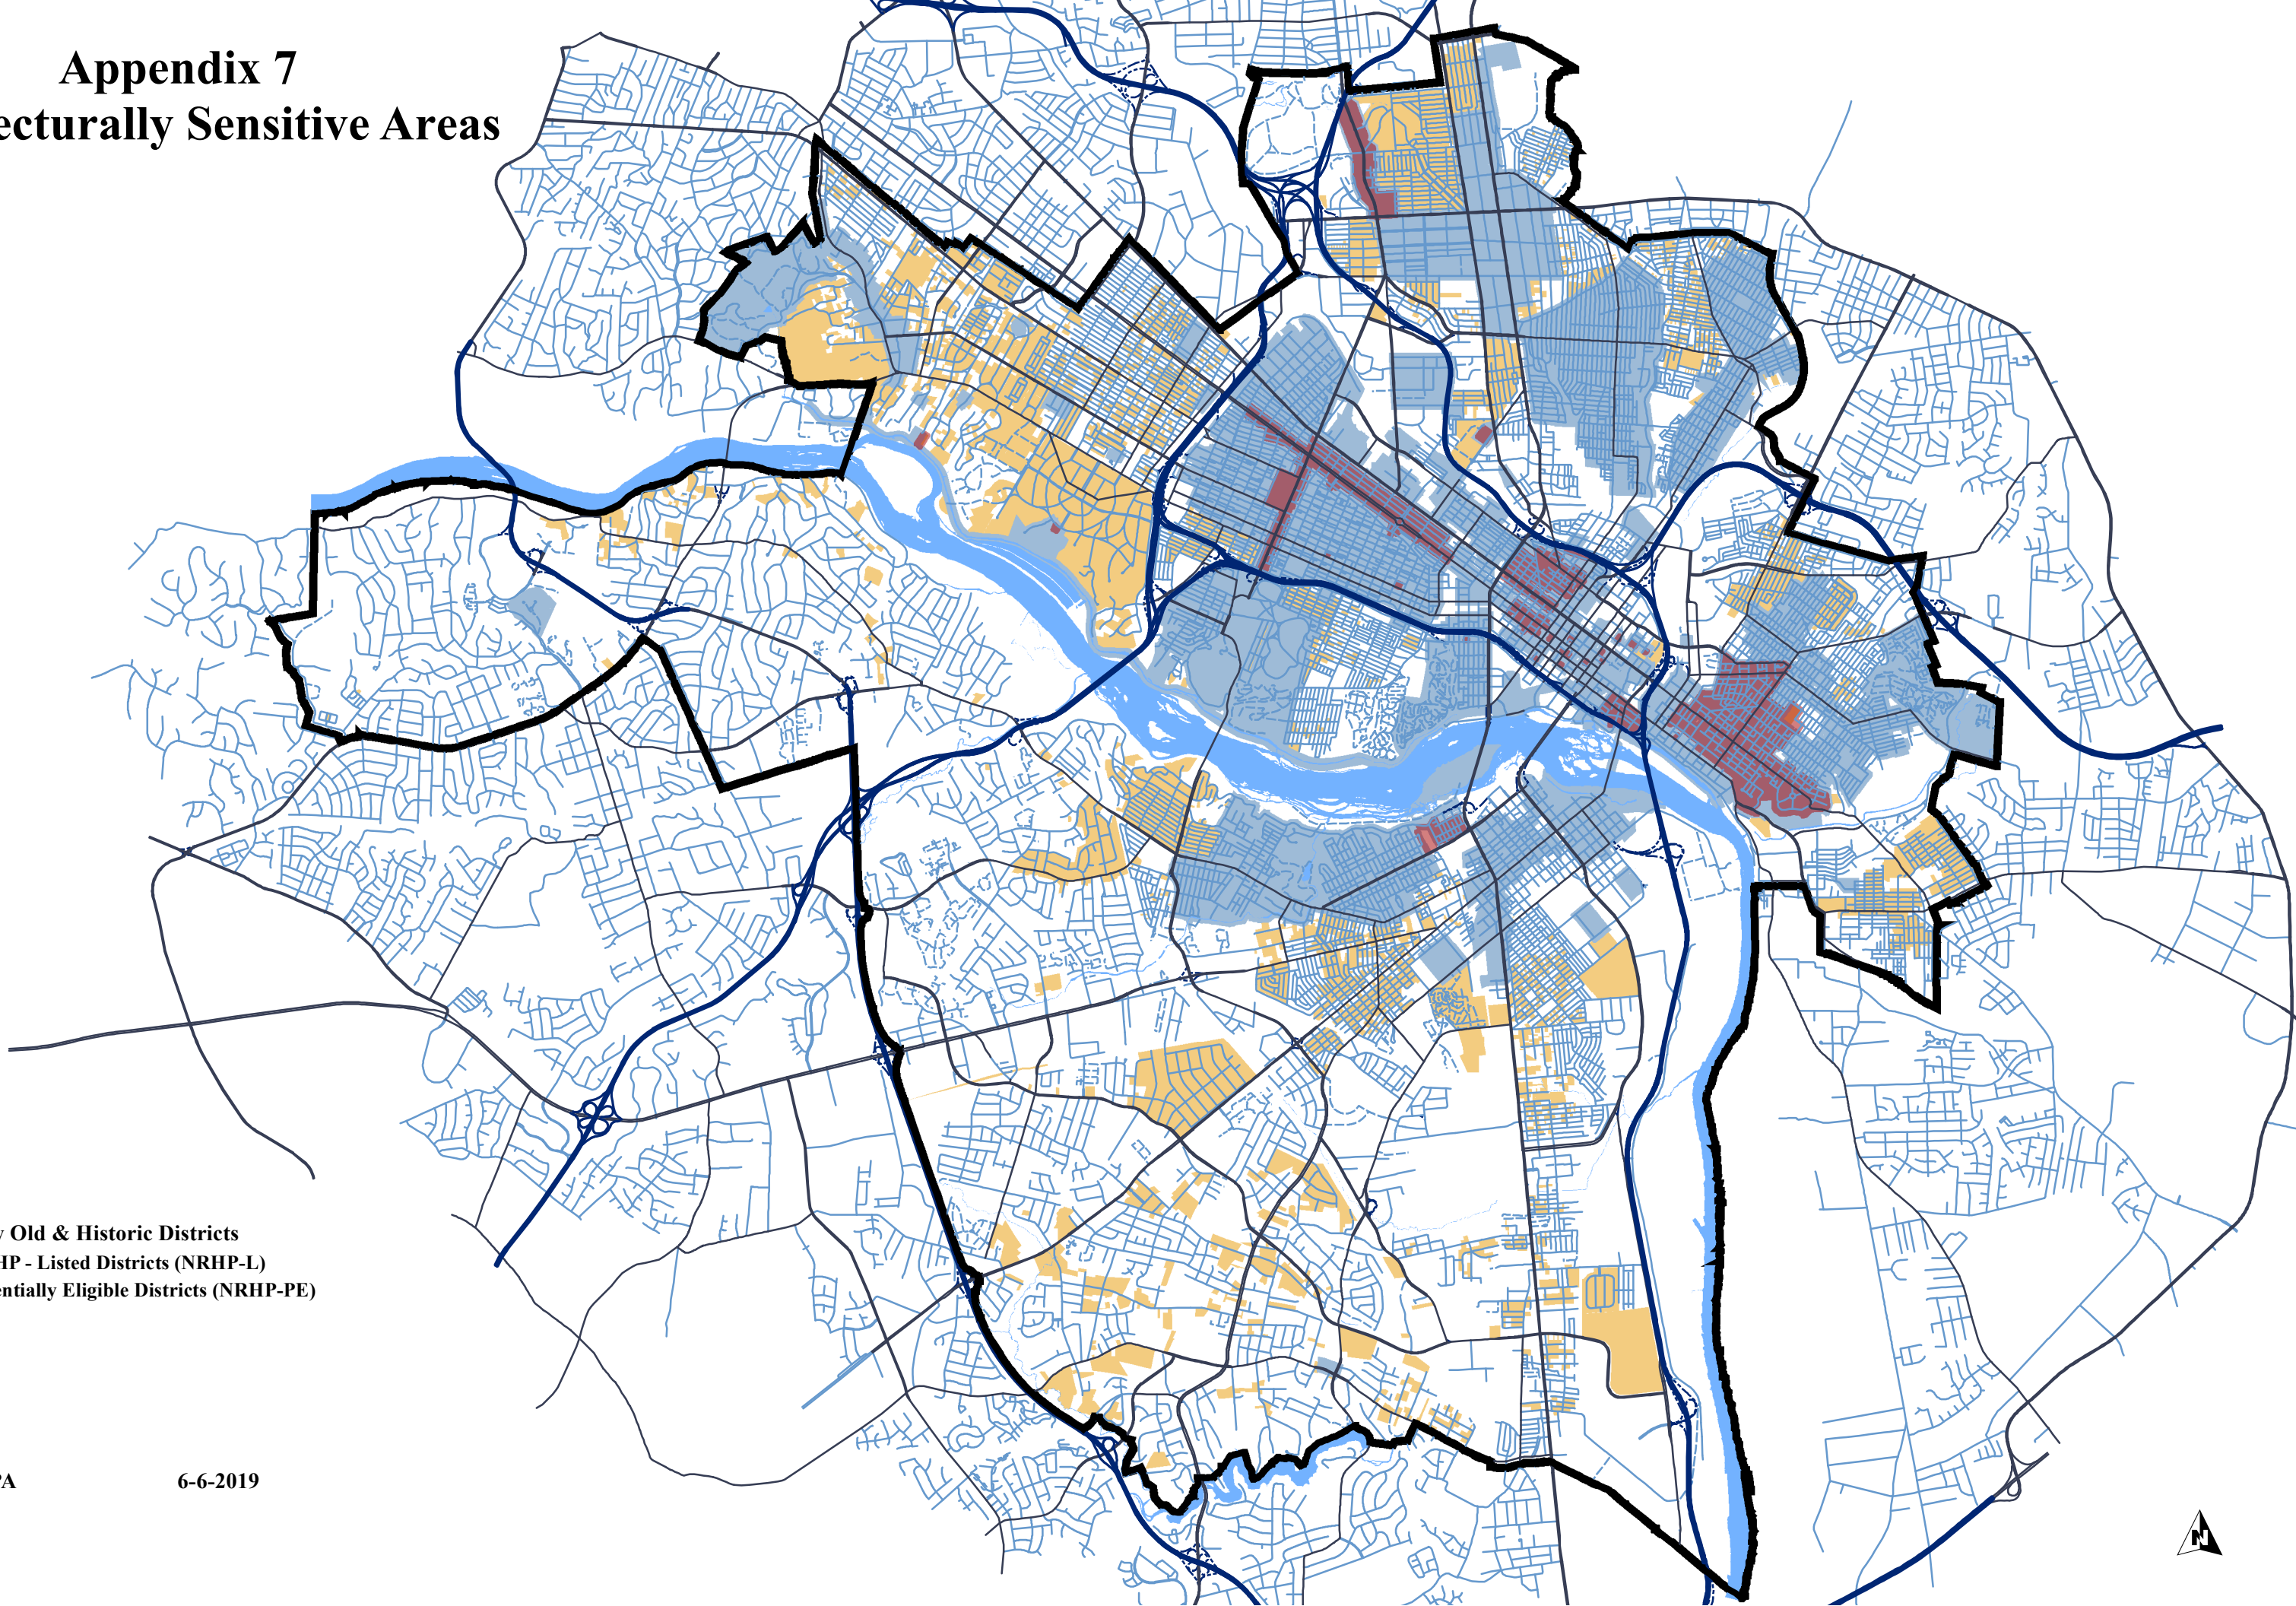 Appendix 7
ecturally Sensitive Areas
y Old & Historic Districts
HP - Listed Districts (NRHP-L)
entially Eligible Districts (NRHP-PE)
PA 6-6-2019
N